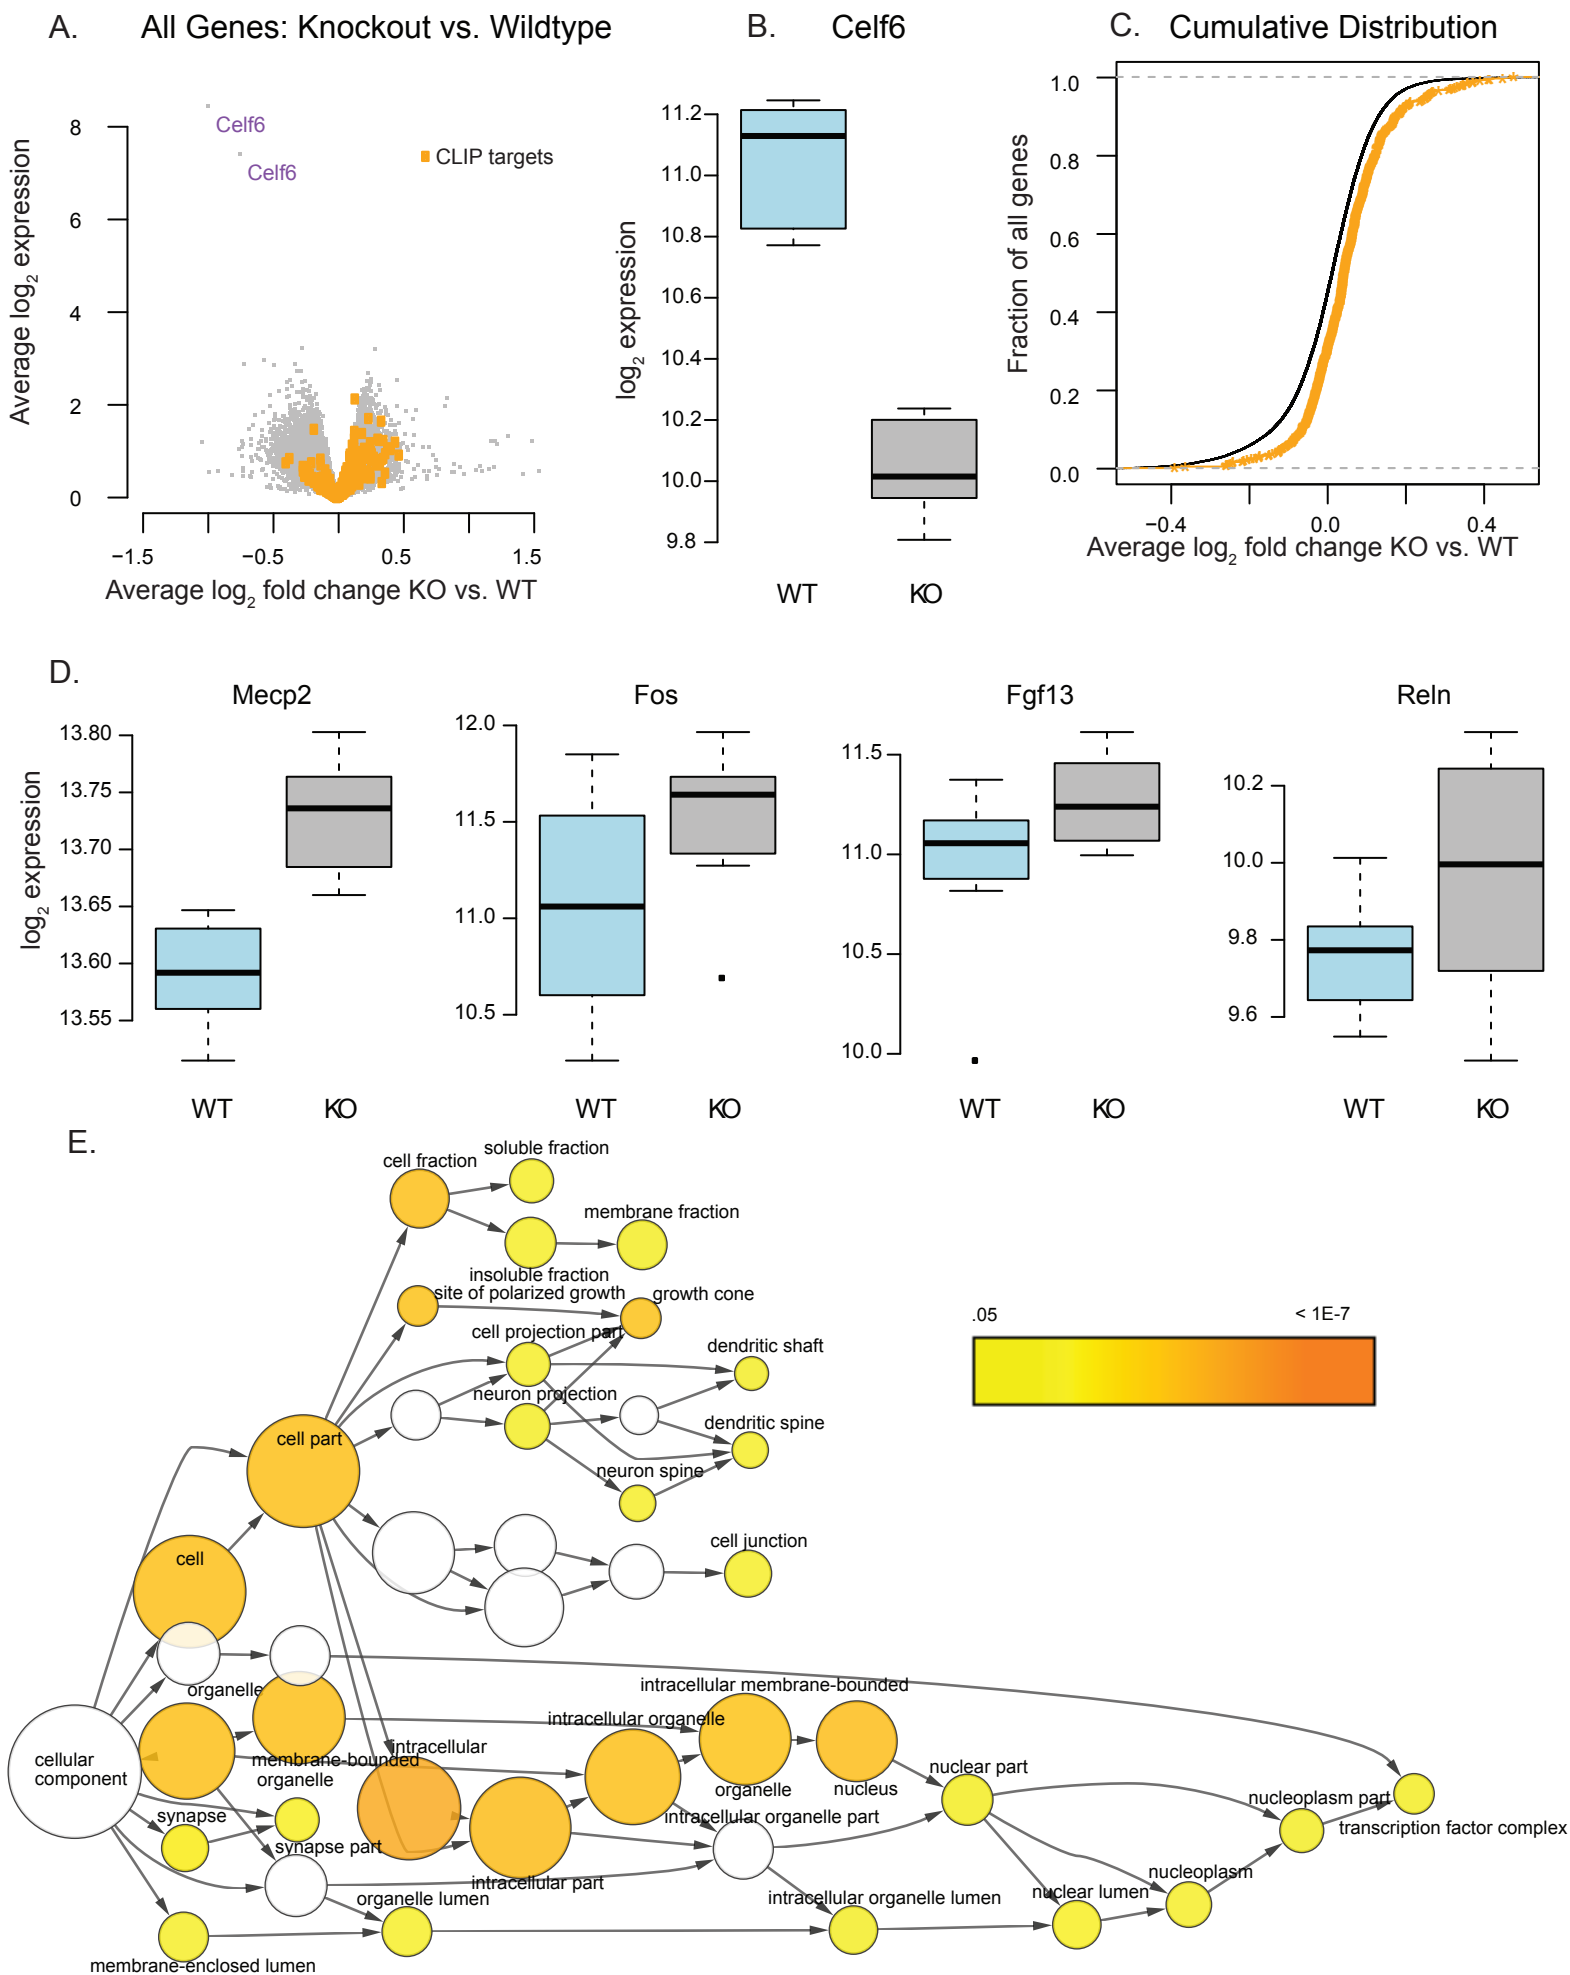 A. All Genes: Knockout vs. Wildtype
Average log2 expression
8
6
4
2
0
Celf6
Celf6
CLIP targets
−1.5 −0.5 0.5 1.5
Average log2 fold change KO vs. WT
B. Celf6
log2 expression
11.2
11.0
10.8
10.6
10.4
10.2
10.0
9.8
WT KO
C. Cumulative Distribution
Fraction of all genes
1.0
0.8
0.6
0.4
0.2
0.0
−0.4 0.0 0.4
Average log2 fold change KO vs. WT
D.
log2 expression
Mecp2
13.80
13.75
13.70
13.65
13.60
13.55
WT KO
Fos
12.0
11.5
11.0
10.5
WT KO
Fgf13
11.5
11.0
10.5
10.0
WT KO
Reln
10.2
10.0
9.8
9.6
WT KO
E.
soluble fraction
cell fraction
membrane fraction
insoluble fraction
site of polarized growth
growth cone
cell projection part
dendritic shaft
neuron projection
dendritic spine
cell part
neuron spine
cell junction
cell
.05 < 1E-7
organelle
intracellular membrane-bounded
organelle
intracellular organelle
intracellular
membrane-bounded
organelle
cellular
component
nucleus
nuclear part
synapse
synapse part
intracellular organelle part
nucleoplasm part
transcription factor complex
intracellular part
organelle lumen
intracellular organelle lumen
nuclear lumen
nucleoplasm
membrane-enclosed lumen